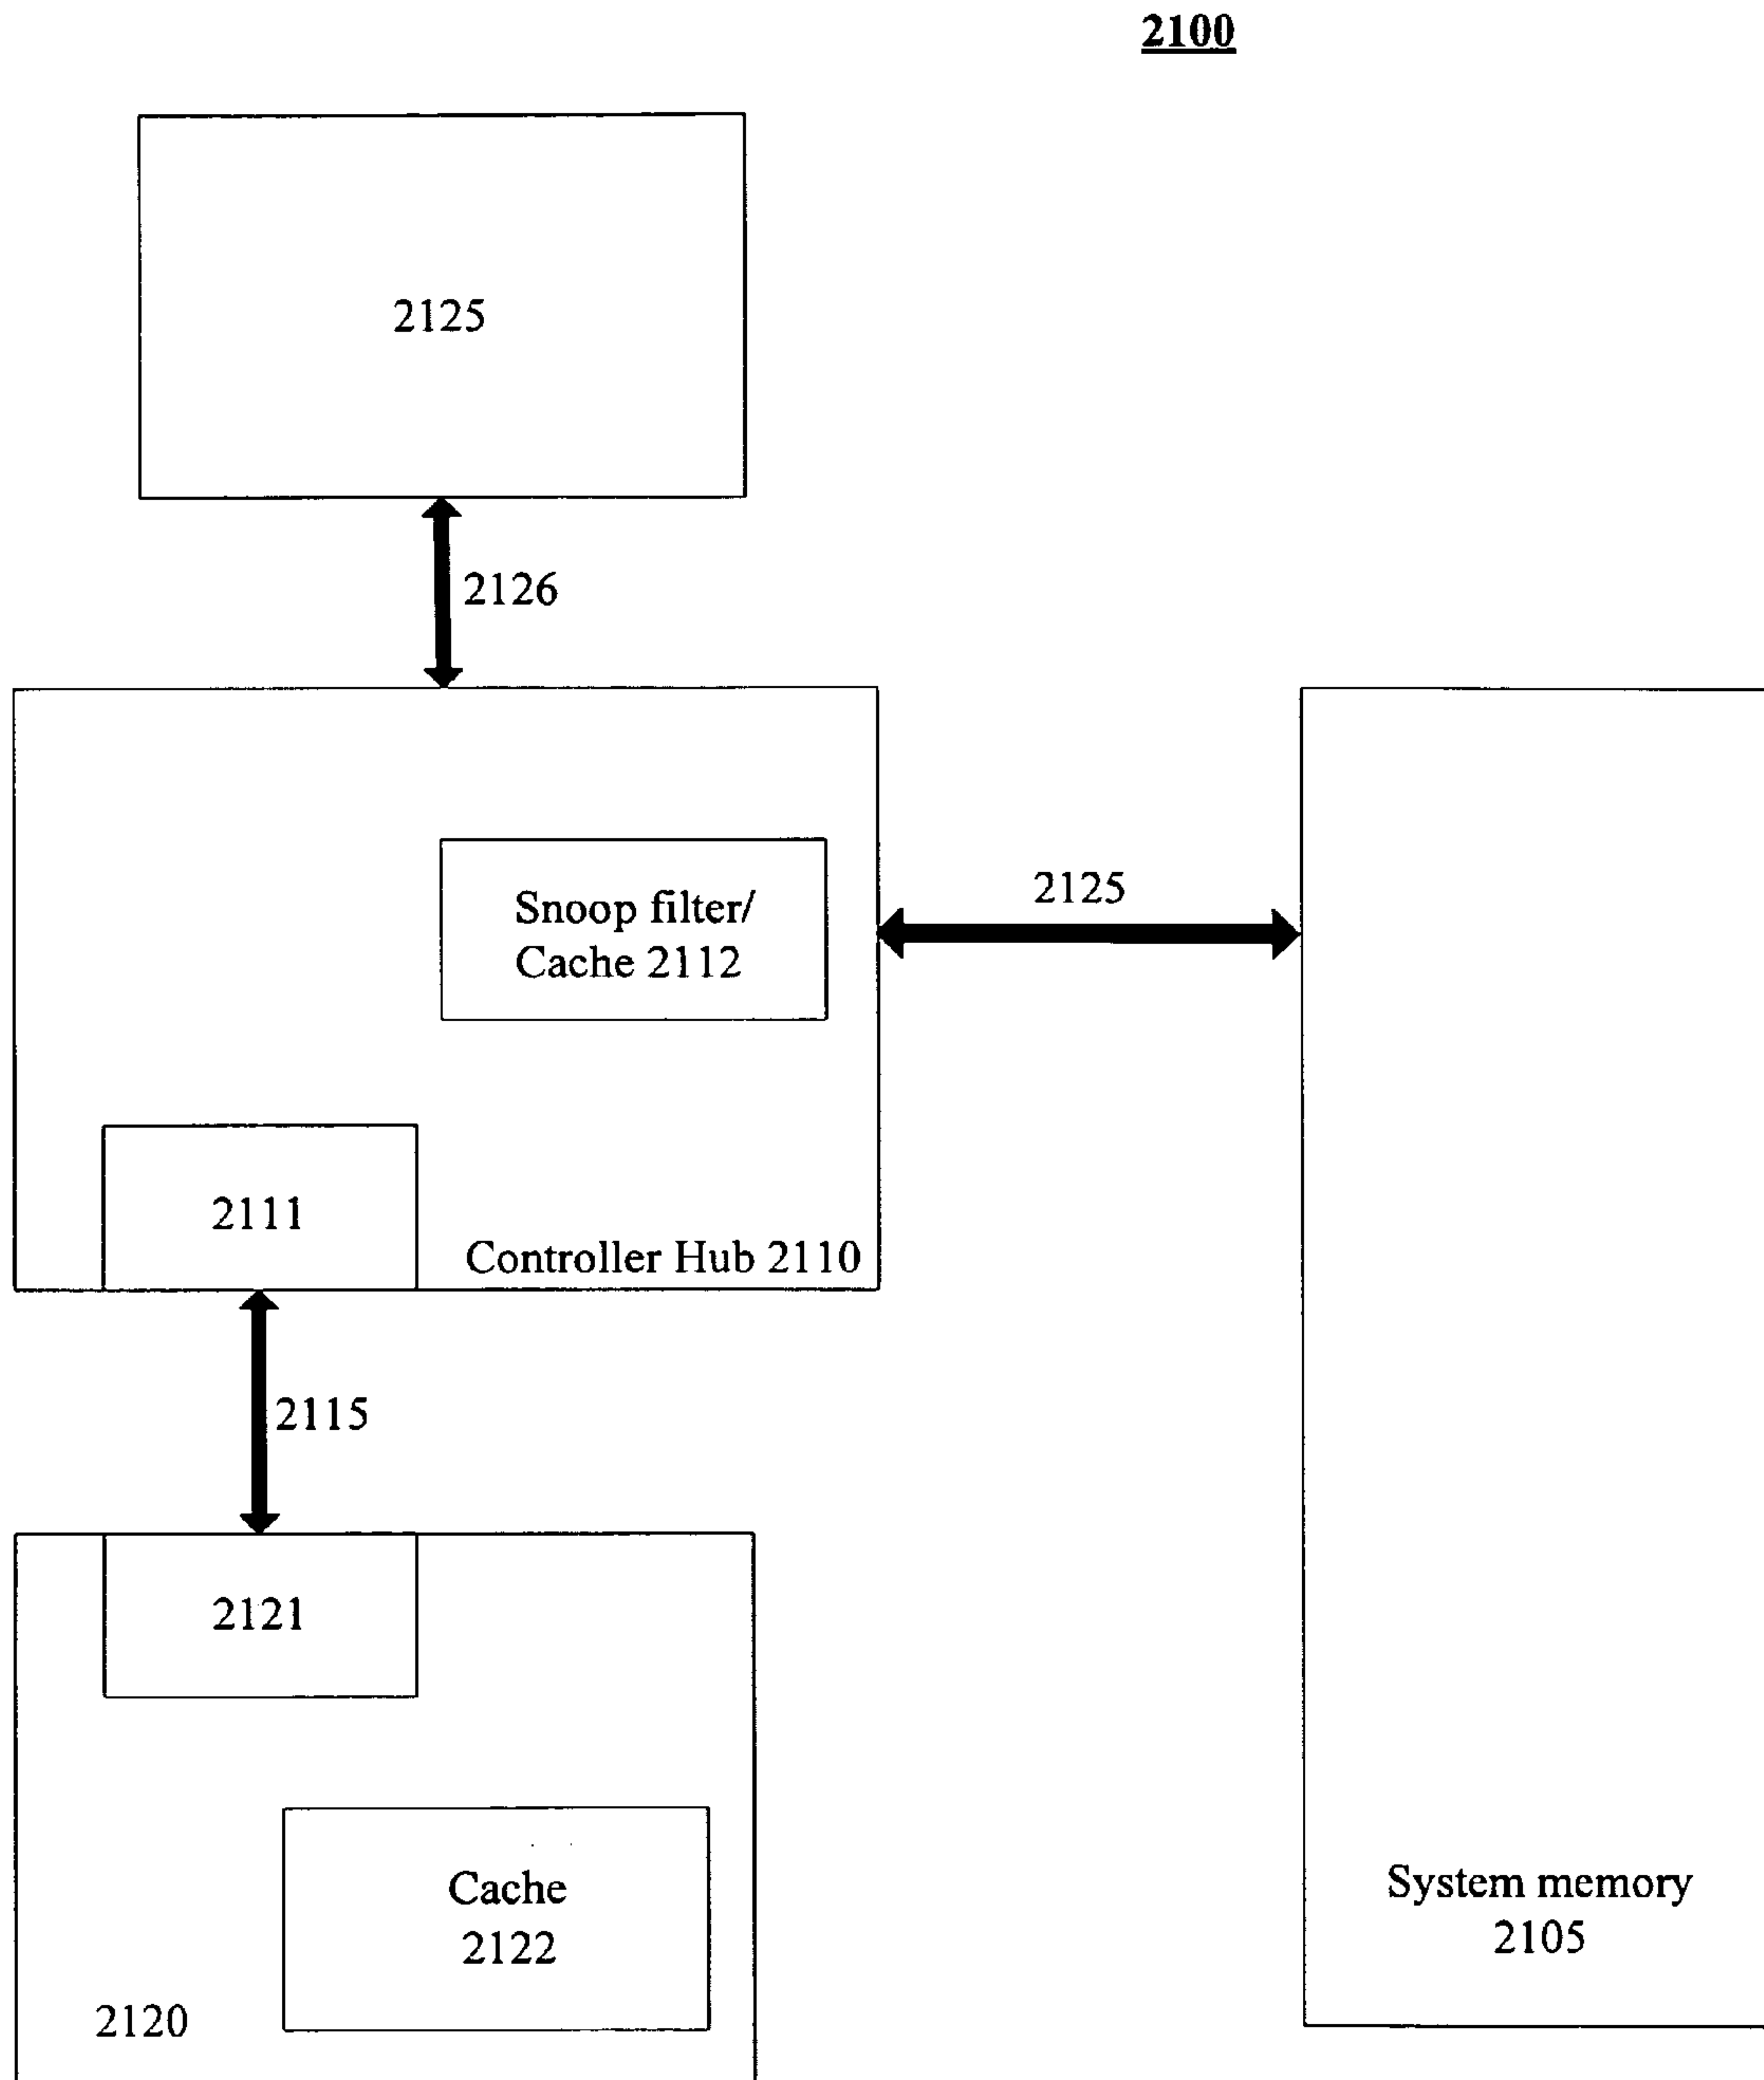 2100
2125
2126
Snoop filter/
Cache 2112
2125
2111
Controller Hub 2110
2115
2121
Cache
2122
System memory
2105
2120